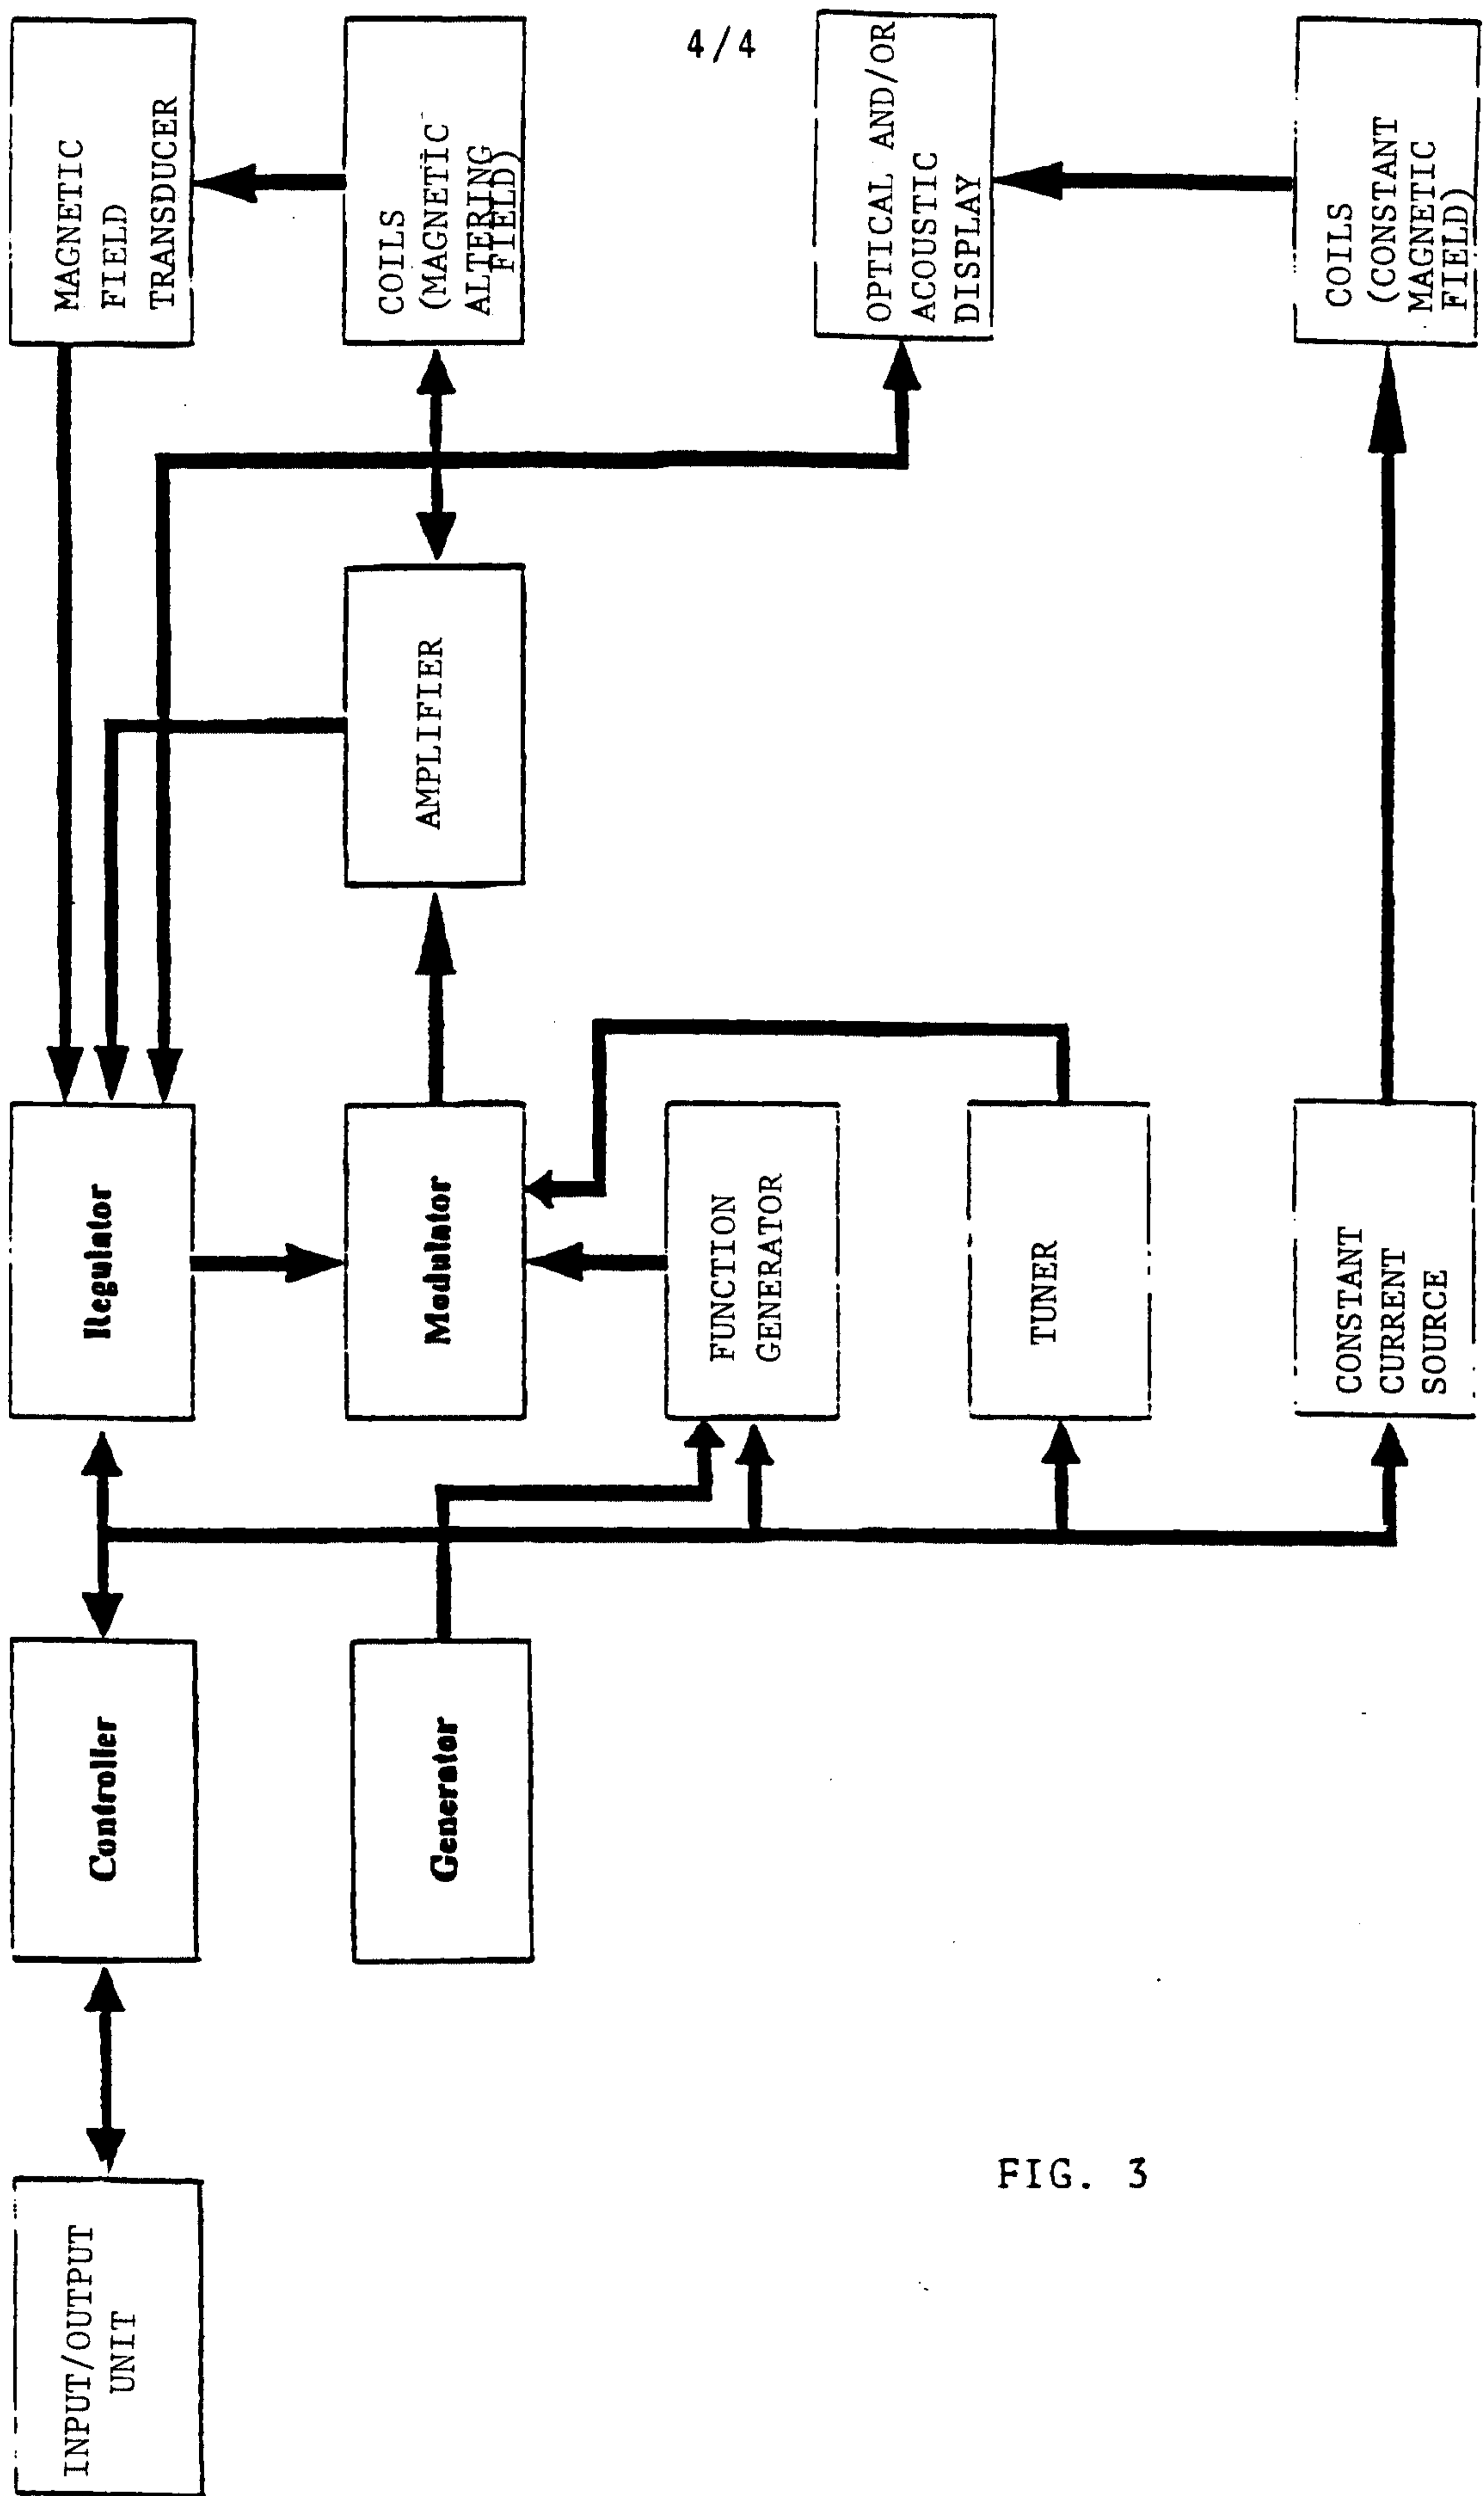 4/4
INPUT/OUTPUT
UNIT
Controller
Generator
Regulator
Modulator
FUNCTION
GENERATOR
TUNER
CONSTANT
CURRENT
SOURCE
AMPLIFIER
MAGNETIC
FIELD
TRANSDUCER
COILS
(MAGNETIC
ALTERING
FIELD)
OPTICAL AND/OR
ACOUSTIC
DISPLAY
COILS
(CONSTANT
MAGNETIC
FIELD)
FIG. 3